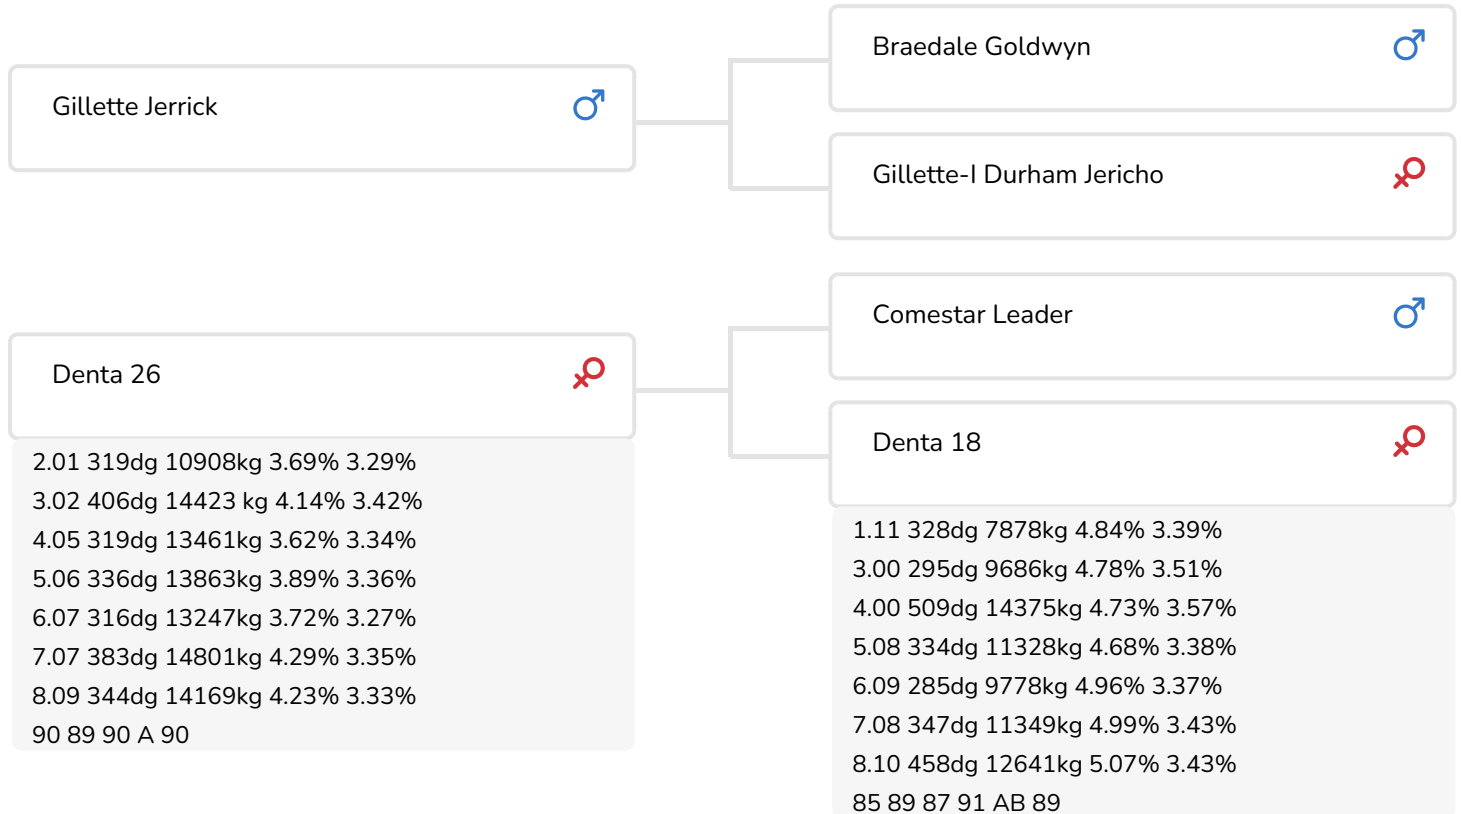 Gillette Jerrick
Braedale Goldwyn
Gillette-I Durham Jericho
Denta 26
2.01 319dg 10908kg 3.69% 3.29%
3.02 406dg 14423 kg 4.14% 3.42%
4.05 319dg 13461kg 3.62% 3.34%
5.06 336dg 13863kg 3.89% 3.36%
6.07 316dg 13247kg 3.72% 3.27%
7.07 383dg 14801kg 4.29% 3.35%
8.09 344dg 14169kg 4.23% 3.33%
90 89 90 A 90
Comestar Leader
Denta 18
1.11 328dg 7878kg 4.84% 3.39%
3.00 295dg 9686kg 4.78% 3.51%
4.00 509dg 14375kg 4.73% 3.57%
5.08 334dg 11328kg 4.68% 3.38%
6.09 285dg 9778kg 4.96% 3.37%
7.08 347dg 11349kg 4.99% 3.43%
8.10 458dg 12641kg 5.07% 3.43%
85 89 87 91 AB 89